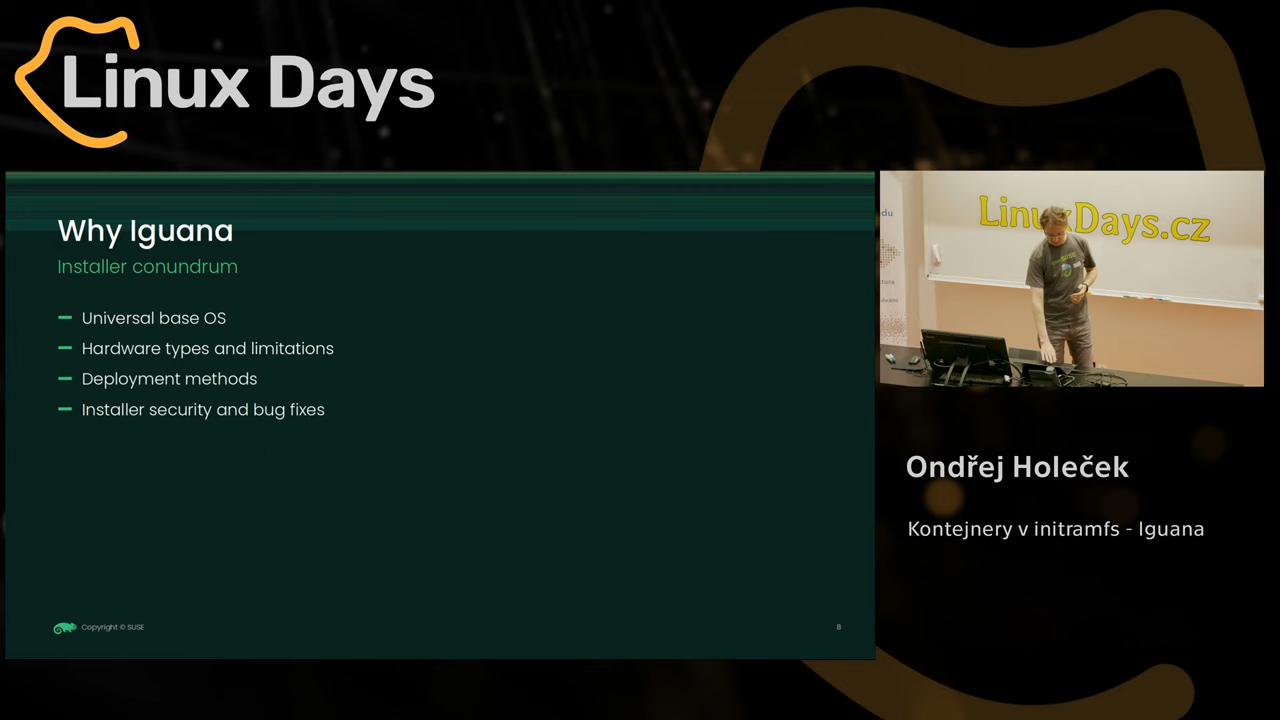 Linux Days
Why Iguana
Installer conundrum
Universal base OS
Hardware types and limitations
Deployment methods
Installer security and bug fixes
Copyright © SUSE
8
LinuxDays.cz
Ondřej Holeček
Kontejnery v initramfs - Iguana